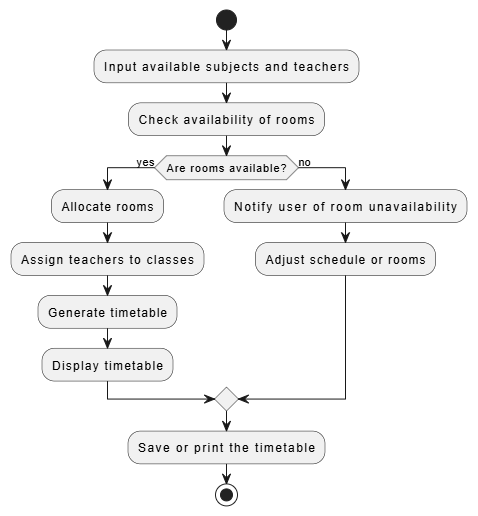 Input available subjects and teachers
Check availability of rooms
yes
Are rooms available?
no
Allocate rooms
Notify user of room unavailability
Assign teachers to classes
Adjust schedule or rooms
Generate timetable
Display timetable
Save or print the timetable